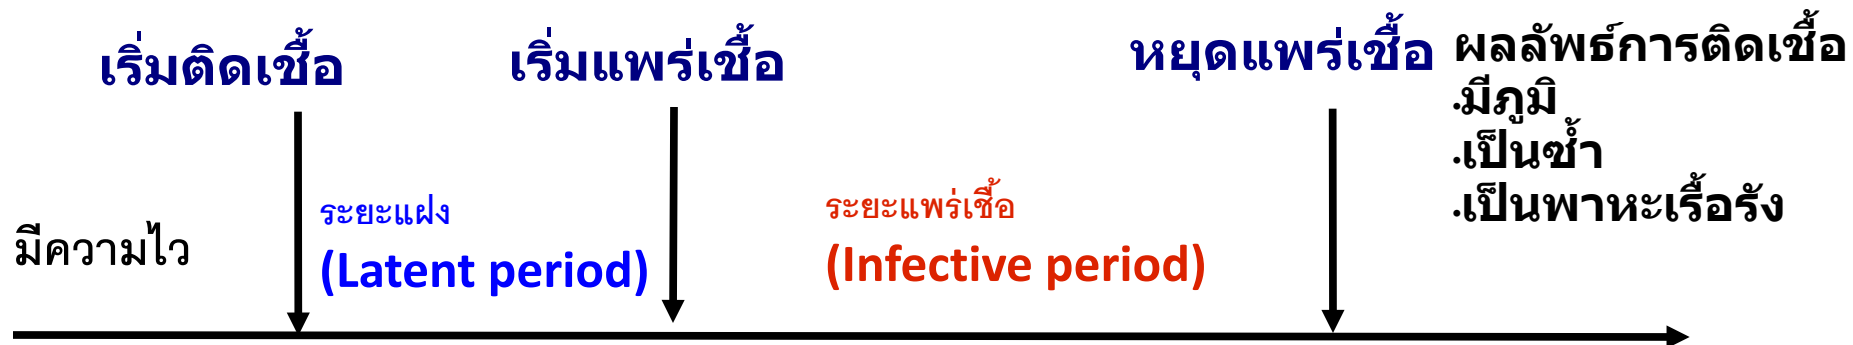 เริ่มติดเชื้อ
เริ่มแพร่เชื้อ
หยุดแพร่เชื้อ
ผลลัพธ์การติดเชื้อ
•มีภูมิ
•เป็นซ้ำ
•เป็นพาหะเรื้อรัง
มีความไว
ระยะแฝง
(Latent period)
ระยะแพร่เชื้อ
(Infective period)